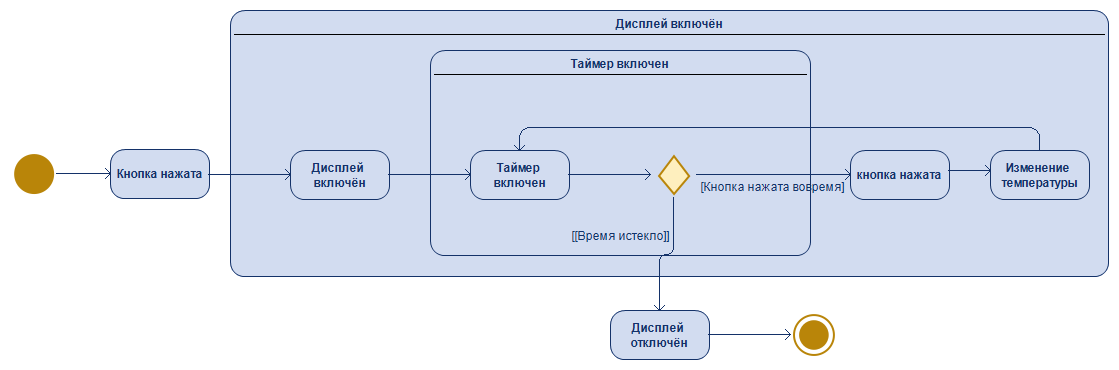 Дисплей включён
Таймер включен
Кнопка нажата
Дисплей
включён
Таймер
включен
[Кнопка нажата вовремя]
кнопка нажата
Изменение
температуры
[[Время истекло]]
Дисплей
отключён